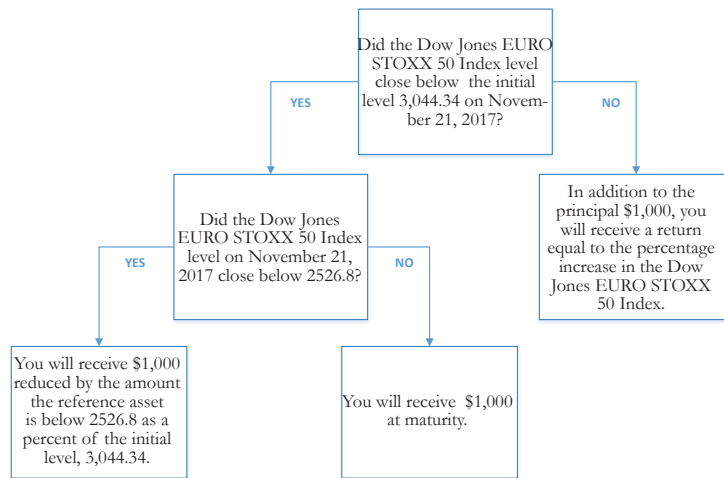 Did the Dow Jones EURO
STOXX 50 Index level
close below the initial
level 3,044.34 on Novem-
ber 21, 2017?
YES
NO
Did the Dow Jones
EURO STOXX 50 Index
level on November 21,
2017 close below 2526.8?
In addition to the
principal $1,000, you
will receive a return
equal to the percentage
increase in the Dow
Jones EURO STOXX
50 Index.
YES
NO
You will receive $1,000
reduced by the amount
the reference asset
is below 2526.8 as a
percent of the initial
level, 3,044.34.
You will receive $1,000
at maturity.